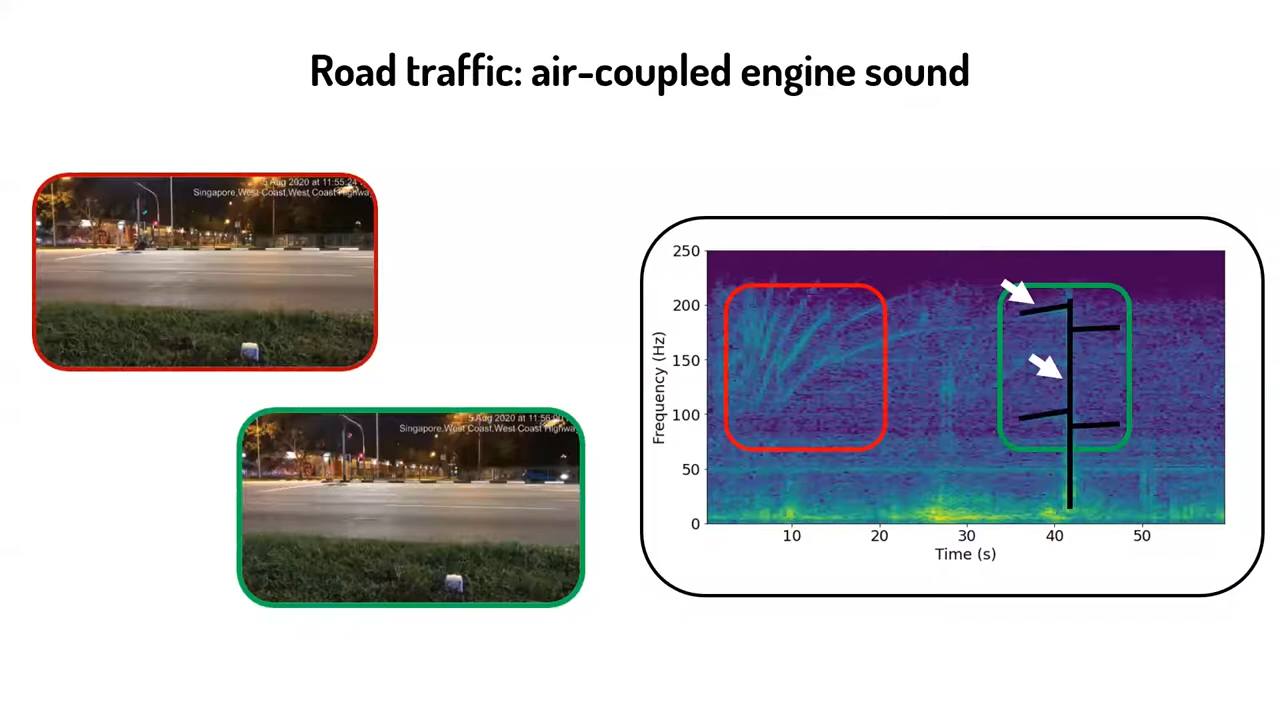 Road traffic: air-coupled engine sound
5 Aug 2020 at 11:55:24
Singapore,West Coast,West Coast Highwa
5 Aug 2020 at 11:56:
Singapore,West Coast,West Coast Highwa
250
200
150
100
50
0
Frequency (Hz)
10 20 30 40 50
Time (s)